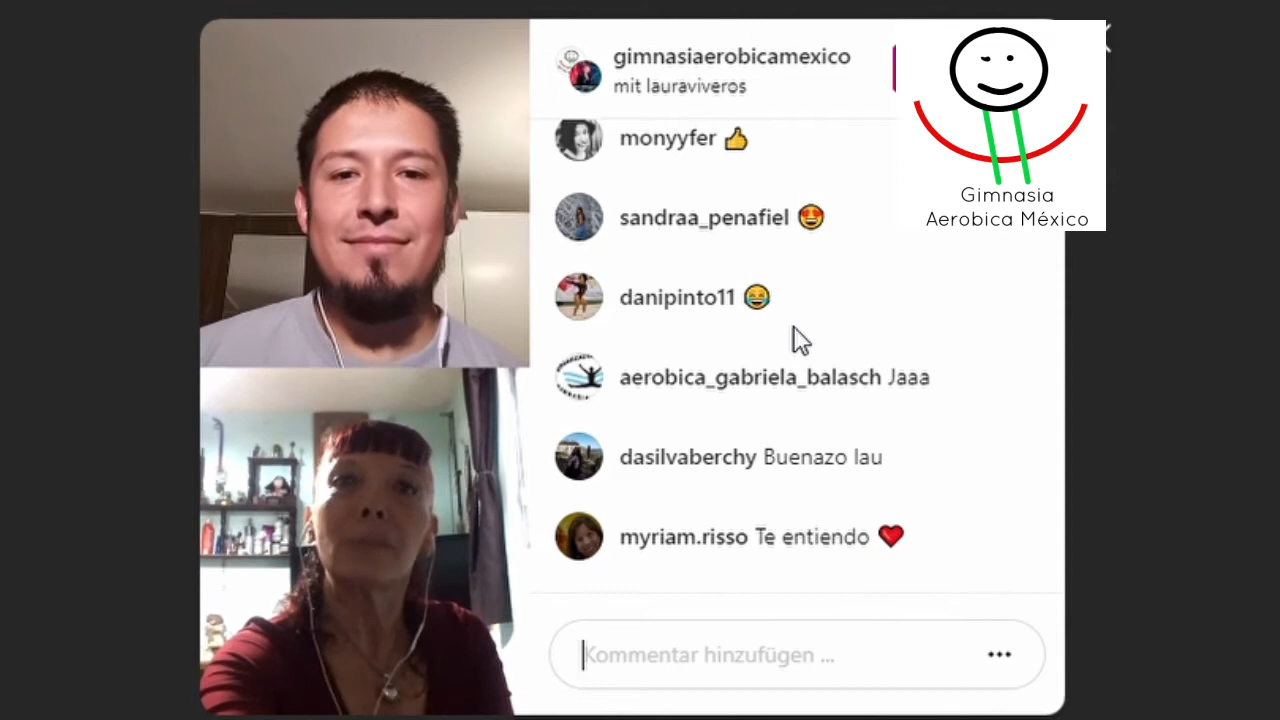 gimnasiaerobicamexico
mit lauraviveros
monyyfer 👍
sandraa_penafiel 😍
danipinto11 😂
aerobica_gabriela_balasch Jaaa
dasilvaberchy Buenazo lau
myriam.risso Te entiendo ❤️
Kommentar hinzufügen ...
Gimnasia
Aerobica México